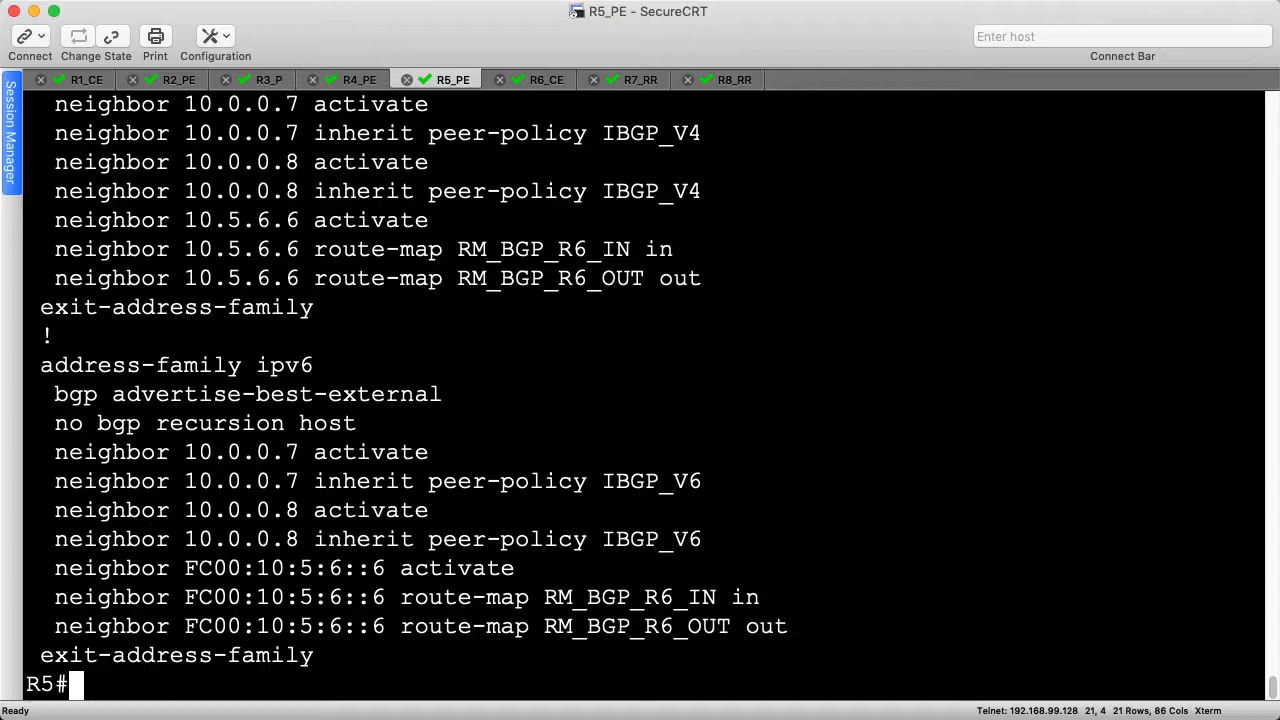 R5_PE - SecureCRT
Enter host
Connect Change State Print Configuration Connect Bar
R1_CE R2_PE R3_P R4_PE R5_PE R6_CE R7_RR R8_RR
Session Manager
neighbor 10.0.0.7 activate
neighbor 10.0.0.7 inherit peer-policy IBGP_V4
neighbor 10.0.0.8 activate
neighbor 10.0.0.8 inherit peer-policy IBGP_V4
neighbor 10.5.6.6 activate
neighbor 10.5.6.6 route-map RM_BGP_R6_IN in
neighbor 10.5.6.6 route-map RM_BGP_R6_OUT out
exit-address-family
!
address-family ipv6
bgp advertise-best-external
no bgp recursion host
neighbor 10.0.0.7 activate
neighbor 10.0.0.7 inherit peer-policy IBGP_V6
neighbor 10.0.0.8 activate
neighbor 10.0.0.8 inherit peer-policy IBGP_V6
neighbor FC00:10:5:6::6 activate
neighbor FC00:10:5:6::6 route-map RM_BGP_R6_IN in
neighbor FC00:10:5:6::6 route-map RM_BGP_R6_OUT out
exit-address-family
R5#
Ready Telnet: 192.168.99.128 21, 4 21 Rows, 86 Cols Xterm